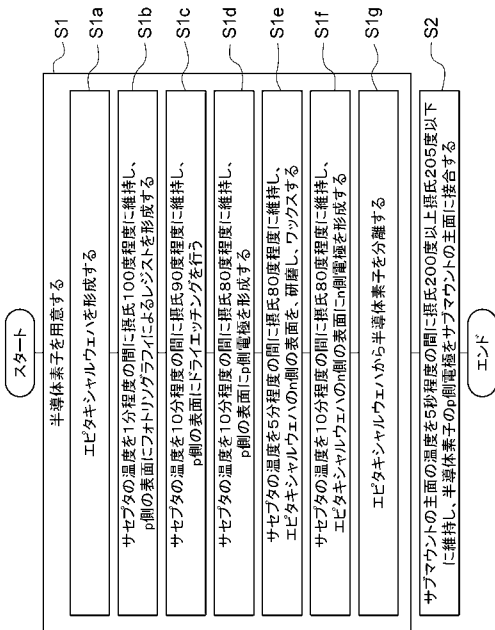 スタート
半導体素子を用意する
S1
エピタキシャルウェハを形成する
S1a
サセプタの温度を1分程度の間に摂氏100度程度に維持し、
p側の表面にフォトリソグラフィによるレジストを形成する
S1b
サセプタの温度を10分程度の間に摂氏90度程度に維持し、
p側の表面にドライエッチングを行う
S1c
サセプタの温度を10分程度の間に摂氏80度程度に維持し、
p側の表面にp側電極を形成する
S1d
サセプタの温度を5分程度の間に摂氏80度程度に維持し、
エピタキシャルウェハのn側の表面を、研磨し、ワックスする
S1e
サセプタの温度を10分程度の間に摂氏80度程度に維持し、
エピタキシャルウェハのn側の表面にn側電極を形成する
S1f
エピタキシャルウェハから半導体素子を分離する
S1g
サブマウントの主面の温度を5秒程度の間に摂氏200度以上摂氏205度以下
に維持し、半導体素子のp側電極をサブマウントの主面に接合する
S2
エンド